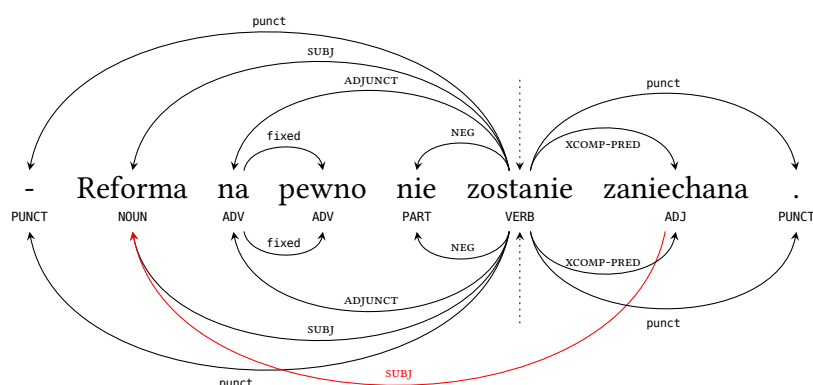 punct
SUBJ
ADJUNCT
punct
fixed
NEG
XCOMP-PRED
- Reforma na pewno nie zostanie zaniechana .
PUNCT NOUN ADV ADV PART VERB ADJ PUNCT
fixed
NEG
XCOMP-PRED
ADJUNCT
punct
SUBJ
SUBJ
punct